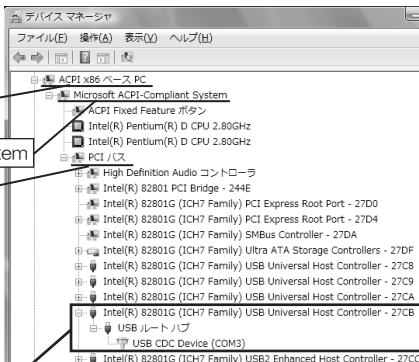 デバイス マネージャ
ファイル(F) 操作(A) 表示(V) ヘルプ(H)
ACPI x86 ベース PC
Microsoft ACPI-Compliant System
ACPI Fixed Feature ボタン
Intel(R) Pentium(R) D CPU 2.80GHz
Intel(R) Pentium(R) D CPU 2.80GHz
tem
PCI バス
High Definition Audio コントローラ
Intel(R) 82801 PCI Bridge - 244E
Intel(R) 82801G (ICH7 Family) PCI Express Root Port - 27D0
Intel(R) 82801G (ICH7 Family) PCI Express Root Port - 27D4
Intel(R) 82801G (ICH7 Family) SMBus Controller - 27DA
Intel(R) 82801G (ICH7 Family) Ultra ATA Storage Controllers - 27DF
Intel(R) 82801G (ICH7 Family) USB Universal Host Controller - 27C8
Intel(R) 82801G (ICH7 Family) USB Universal Host Controller - 27C9
Intel(R) 82801G (ICH7 Family) USB Universal Host Controller - 27CA
Intel(R) 82801G (ICH7 Family) USB Universal Host Controller - 27CB
USB ルート ハブ
USB CDC Device (COM3)
Intel(R) 82801G (ICH7 Family) USB2 Enhanced Host Controller - 27CC